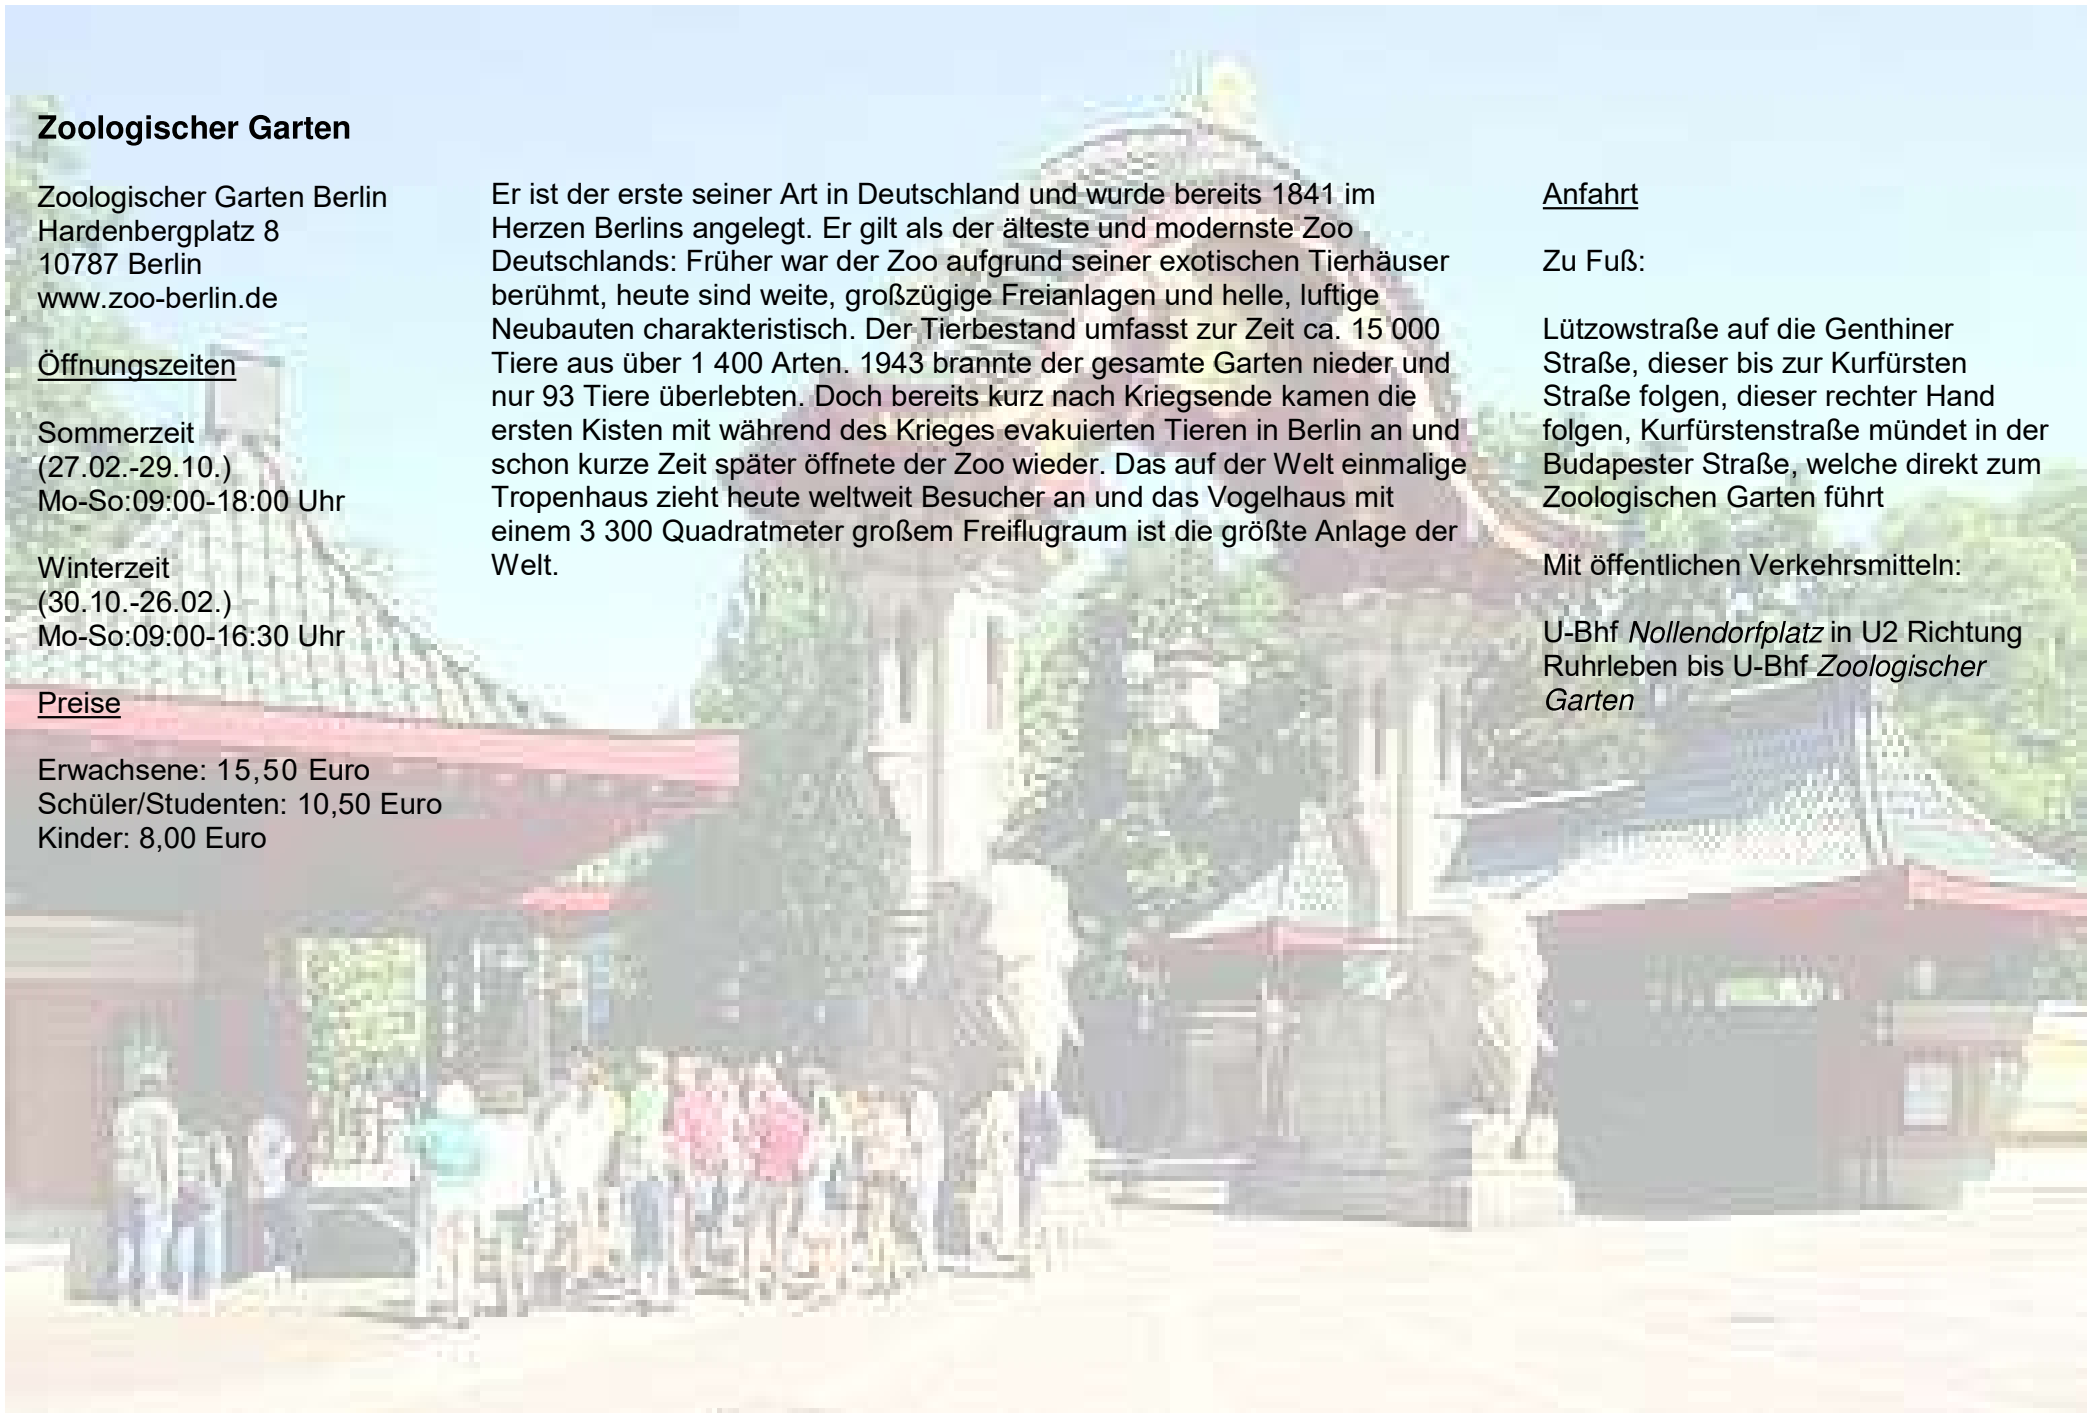 Zoologischer Garten
Zoologischer Garten Berlin
Hardenbergplatz 8
10787 Berlin
www.zoo-berlin.de
Öffnungszeiten
Sommerzeit
(27.02.-29.10.)
Mo-So:09:00-18:00 Uhr
Winterzeit
(30.10.-26.02.)
Mo-So:09:00-16:30 Uhr
Preise
Erwachsene: 15,50 Euro
Schüler/Studenten: 10,50 Euro
Kinder: 8,00 Euro
Er ist der erste seiner Art in Deutschland und wurde bereits 1841 im
Herzen Berlins angelegt. Er gilt als der älteste und modernste Zoo
Deutschlands: Früher war der Zoo aufgrund seiner exotischen Tierhäuser
berühmt, heute sind weite, großzügige Freianlagen und helle, luftige
Neubauten charakteristisch. Der Tierbestand umfasst zur Zeit ca. 15 000
Tiere aus über 1 400 Arten. 1943 brannte der gesamte Garten nieder und
nur 93 Tiere überlebten. Doch bereits kurz nach Kriegsende kamen die
ersten Kisten mit während des Krieges evakuierten Tieren in Berlin an und
schon kurze Zeit später öffnete der Zoo wieder. Das auf der Welt einmalige
Tropenhaus zieht heute weltweit Besucher an und das Vogelhaus mit
einem 3 300 Quadratmeter großem Freiflugraum ist die größte Anlage der
Welt.
Anfahrt
Zu Fuß:
Lützowstraße auf die Genthiner
Straße, dieser bis zur Kurfürsten
Straße folgen, dieser rechter Hand
folgen, Kurfürstenstraße mündet in der
Budapester Straße, welche direkt zum
Zoologischen Garten führt
Mit öffentlichen Verkehrsmitteln:
U-Bhf Nollendorfplatz in U2 Richtung
Ruhrleben bis U-Bhf Zoologischer
Garten